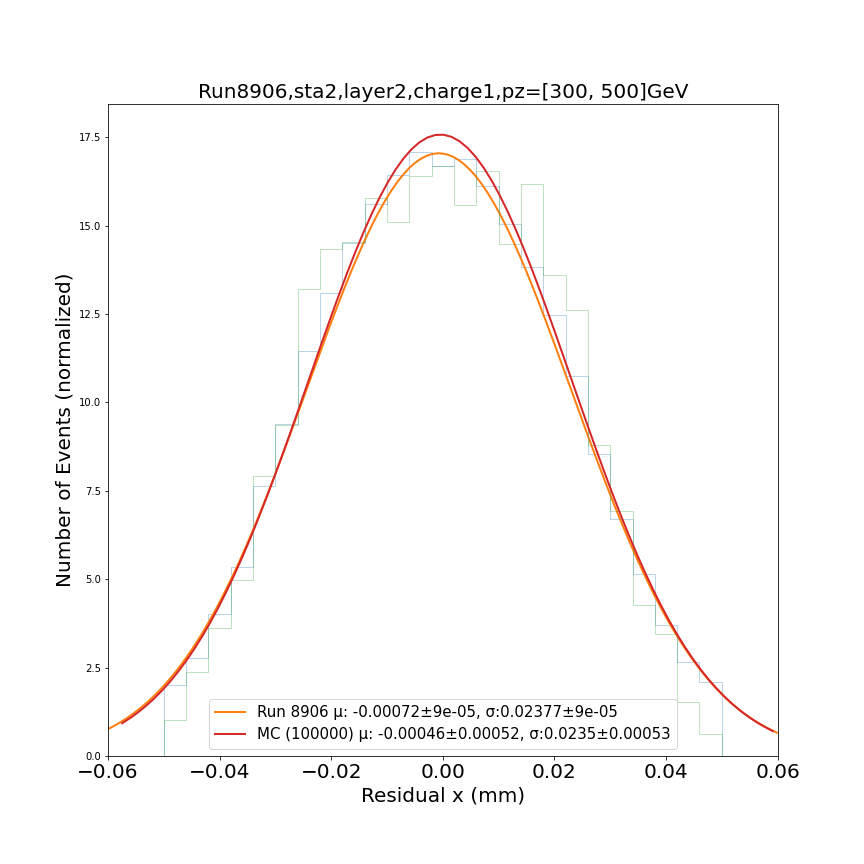 Run8906,sta2,layer2,charge1,pz=[300, 500]GeV
Number of Events (normalized)
17.5
15.0
12.5
10.0
7.5
5.0
2.5
0.0
Run 8906 μ: -0.00072±9e-05, σ:0.02377±9e-05
MC (100000) μ: -0.00046±0.00052, σ:0.0235±0.00053
−0.06 −0.04 −0.02 0.00 0.02 0.04 0.06
Residual x (mm)